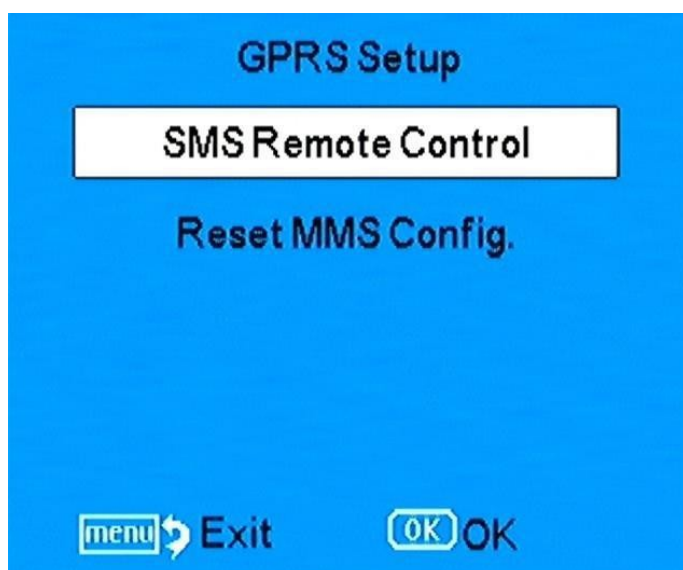 GPRS Setup
SMS Remote Control
Reset MMS Config.
menu Exit OK OK